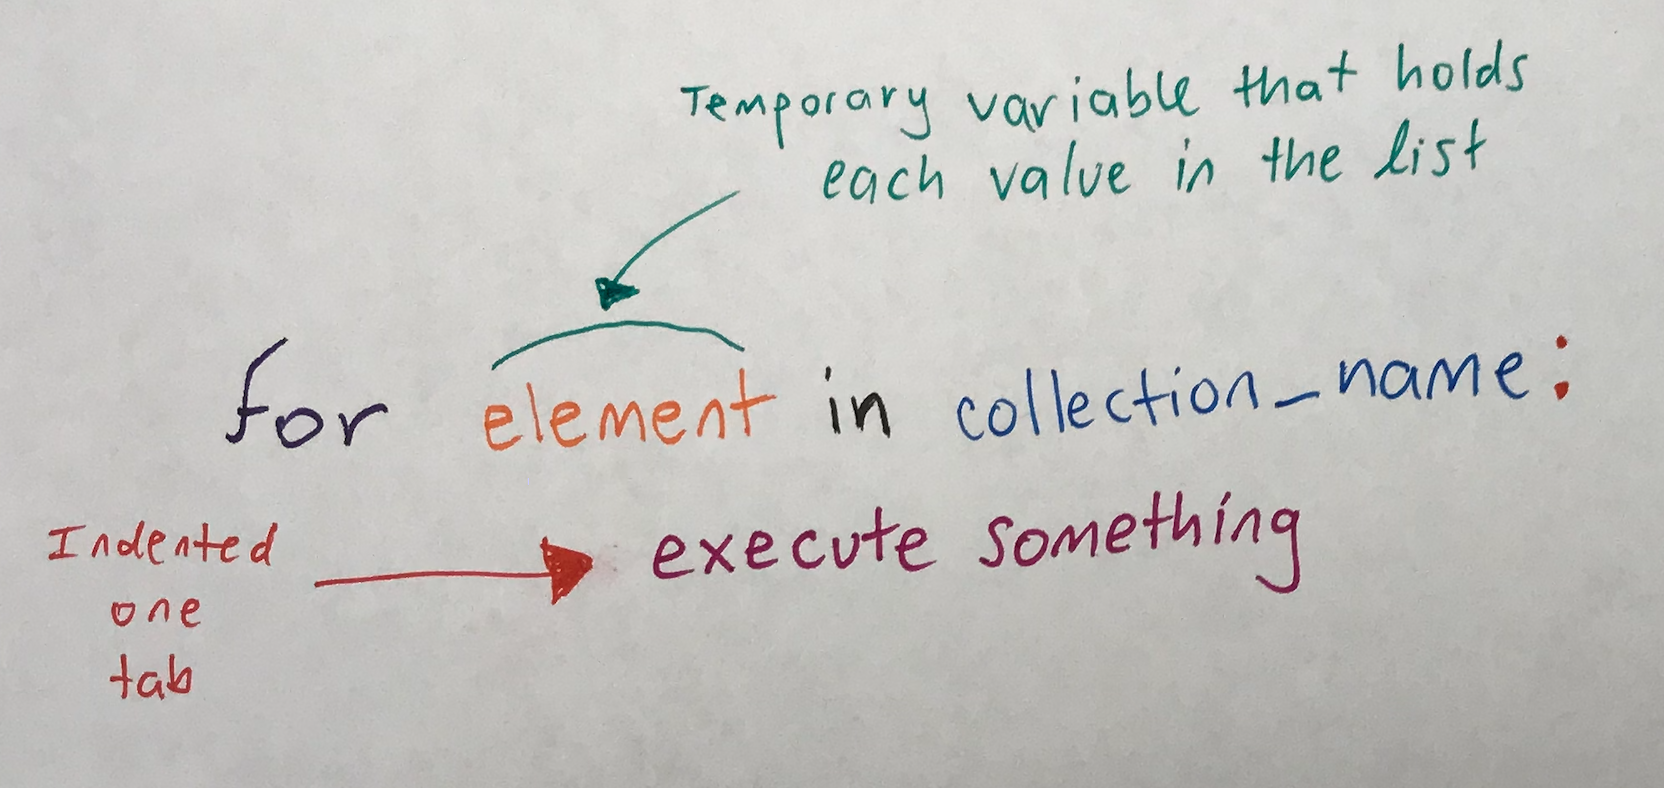 Temporary variable that holds
each value in the list
for element in collection_name:
execute something
Indented
one
tab